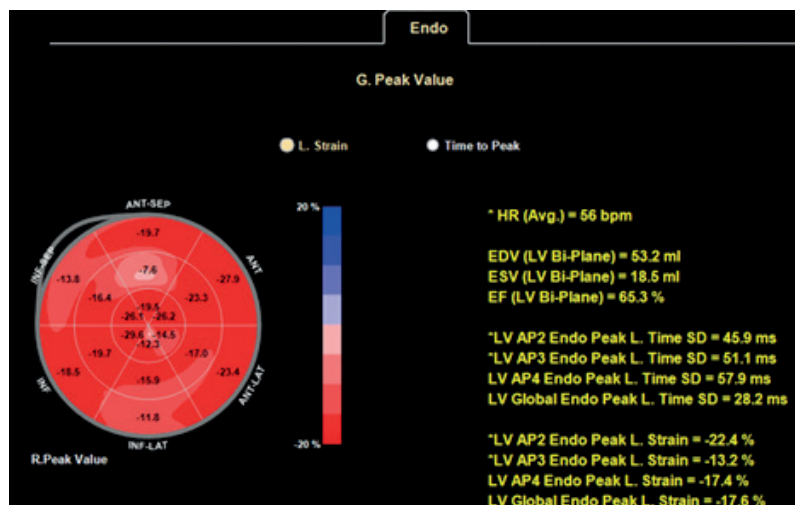 Endo
G. Peak Value
L. Strain
Time to Peak
ANT-SEP
20 %
-19.7
* HR (Avg.) = 56 bpm
INF-SEP
ANT
-7.6
-13.8
-27.9
EDV (LV Bi-Plane) = 53.2 ml
-16.4
-23.3
ESV (LV Bi-Plane) = 18.5 ml
-19.5
EF (LV Bi-Plane) = 65.3 %
-26.1
-26.2
-29.6
-14.5
*LV AP2 Endo Peak L. Time SD = 45.9 ms
-12.3
-19.7
-17.0
*LV AP3 Endo Peak L. Time SD = 51.1 ms
-18.5
-23.4
LV AP4 Endo Peak L. Time SD = 57.9 ms
-15.9
INF
ANT-LAT
LV Global Endo Peak L. Time SD = 28.2 ms
-11.8
*LV AP2 Endo Peak L. Strain = -22.4 %
INF-LAT
-20 %
*LV AP3 Endo Peak L. Strain = -13.2 %
R.Peak Value
LV AP4 Endo Peak L. Strain = -17.4 %
LV Global Endo Peak L. Strain = -17.6 %